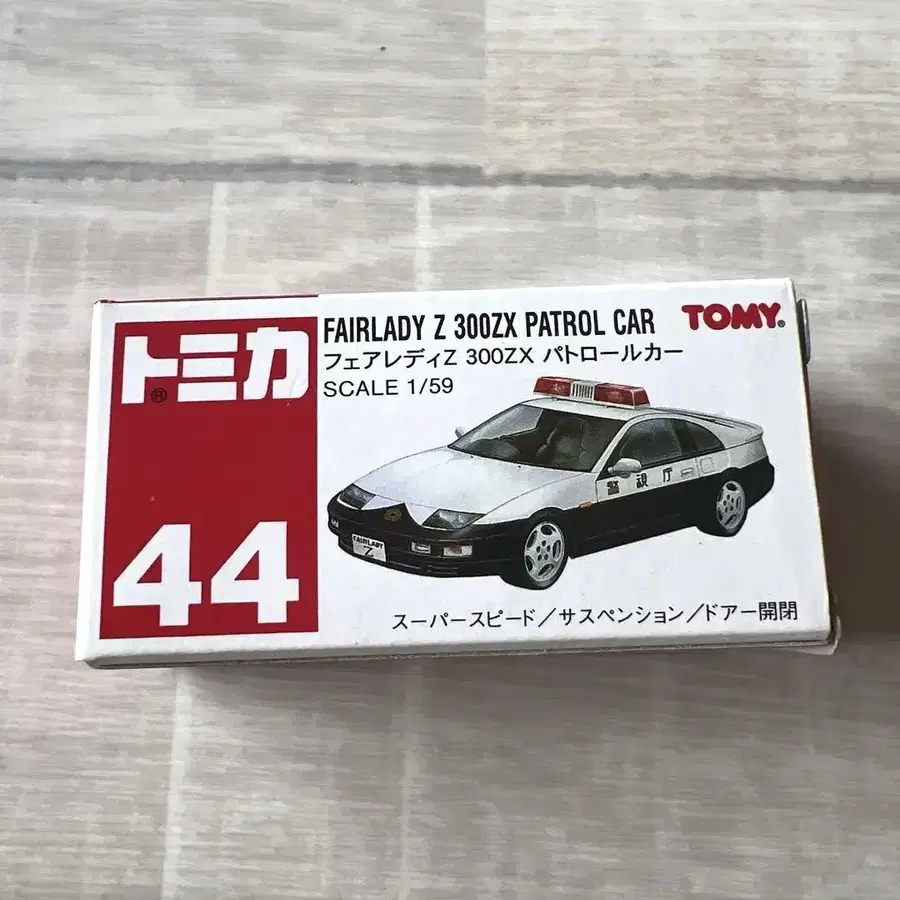 トミカ®
44
FAIRLADY Z 300ZX PATROL CAR
TOMY®
フェアレディZ 300ZX パトロールカー
SCALE 1/59
警視庁
FAIRLADY
Z
スーパースピード/サスペンション/ドアー開閉